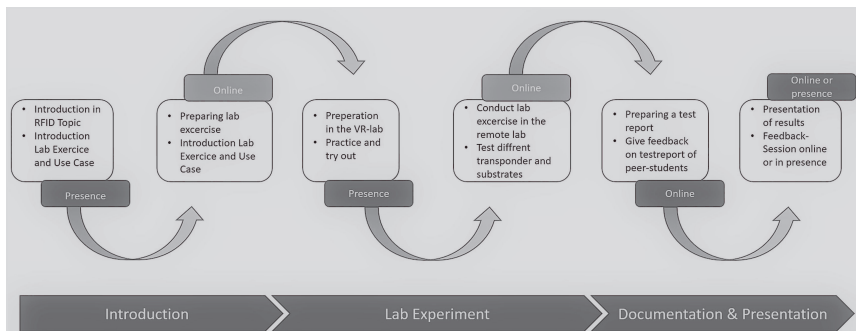 Introduction in
RFID Topic
Introduction
Lab Exercice
and Use Case
Presence
Online
Preparing lab
excercise
Introduction Lab
Exercice and Use
Case
Preperation
in the VR-lab
Practice and
try out
Presence
Online
Conduct lab
excercise in the
remote lab
Test diffrent
transponder and
substrates
Preparing a test
report
Give feedback
on testreport of
peer-students
Online
Online or
presence
Presentation
of results
Feedback-
Session online
or in presence
Introduction
Lab Experiment
Documentation & Presentation